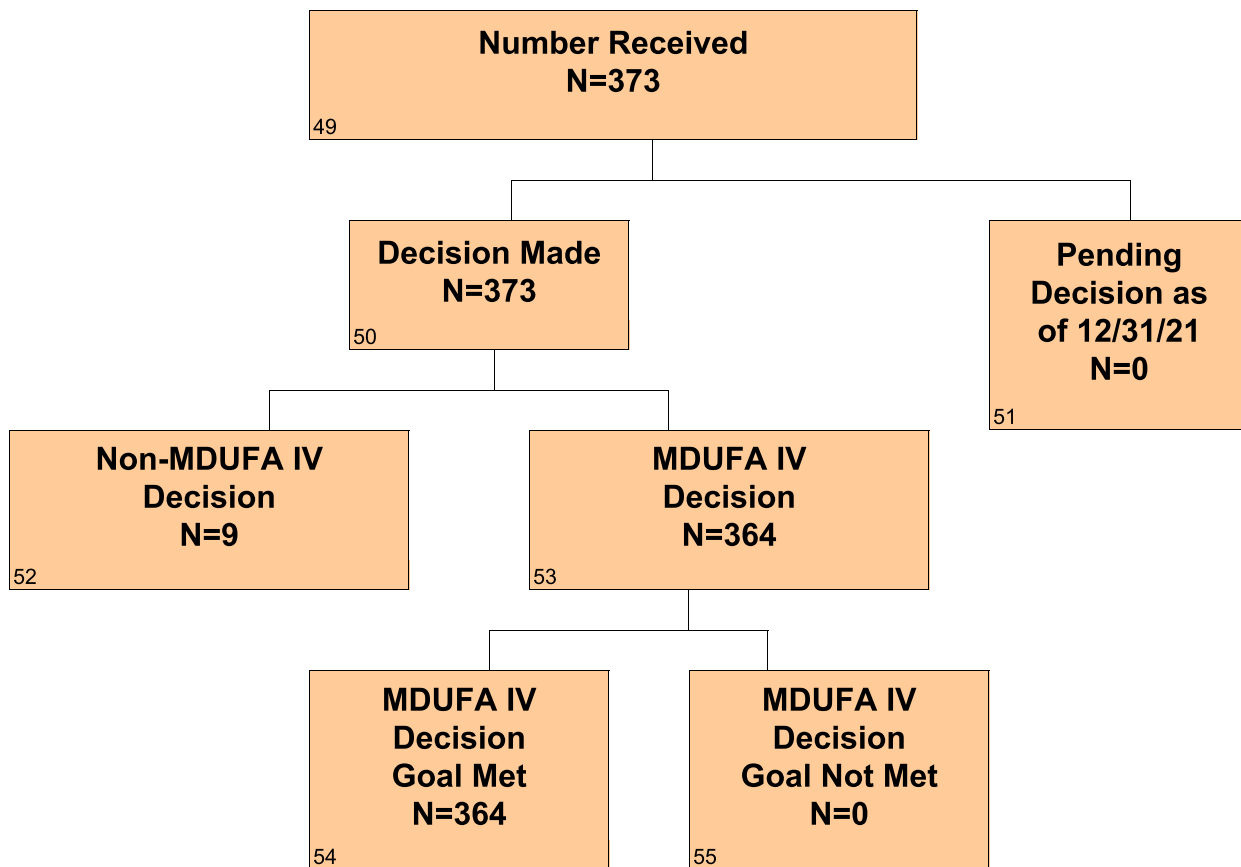 Number Received
N=373
49
Decision Made
N=373
50
Pending
Decision as
of 12/31/21
N=0
51
Non-MDUFA IV
Decision
N=9
52
MDUFA IV
Decision
N=364
53
MDUFA IV
Decision
Goal Met
N=364
54
MDUFA IV
Decision
Goal Not Met
N=0
55